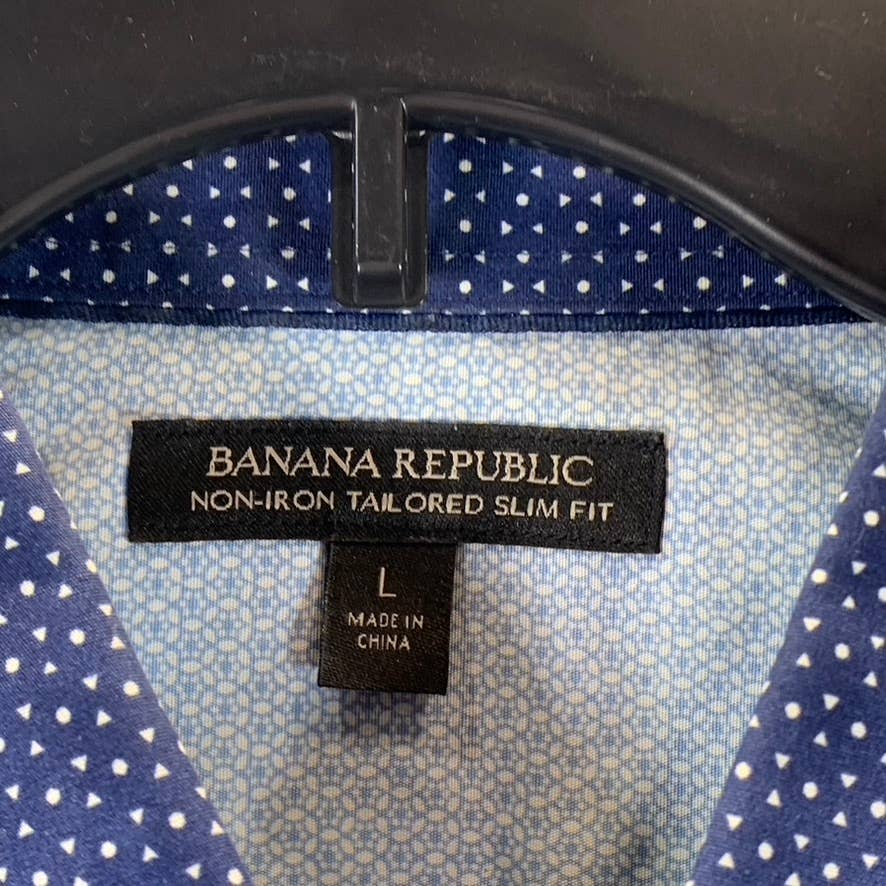 BANANA REPUBLIC
NON-IRON TAILORED SLIM FIT
L
MADE IN
CHINA